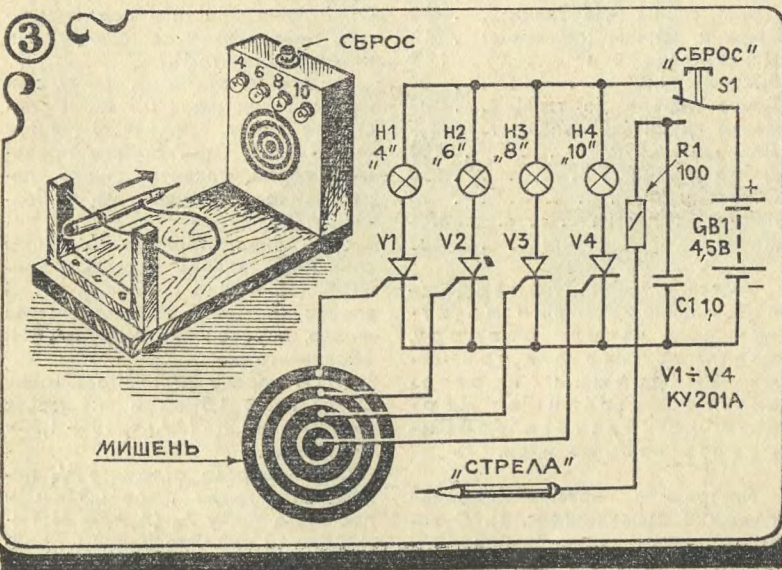 3
СБРОС
4 6 8 10
"СБРОС"
S1
H1
„4“
H2
„6“
H3
„8“
H4
„10“
R1
100
V1
V2
V3
V4
+
GB1
4,5В
−
C1 1,0
V1÷V4
КУ201А
МИШЕНЬ
„СТРЕЛА“